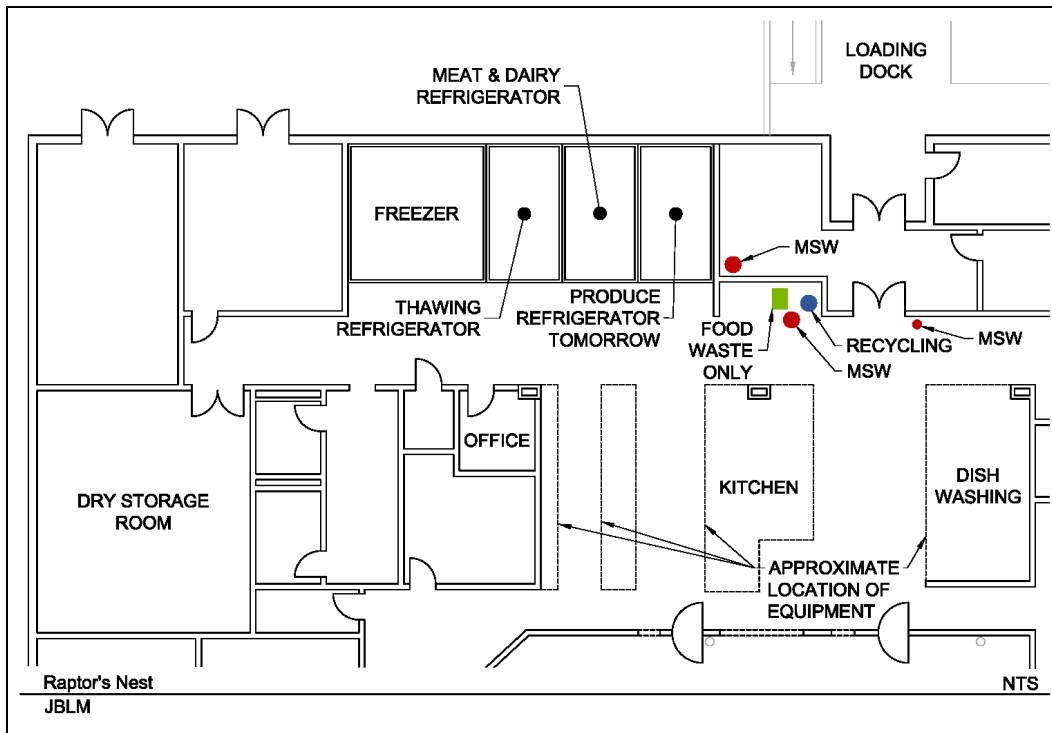 LOADING
DOCK
MEAT & DAIRY
REFRIGERATOR
FREEZER
MSW
THAWING
REFRIGERATOR
PRODUCE
REFRIGERATOR
TOMORROW
FOOD
WASTE
ONLY
RECYCLING
MSW
MSW
OFFICE
DRY STORAGE
ROOM
KITCHEN
DISH
WASHING
APPROXIMATE
LOCATION OF
EQUIPMENT
Raptor's Nest
NTS
JBLM